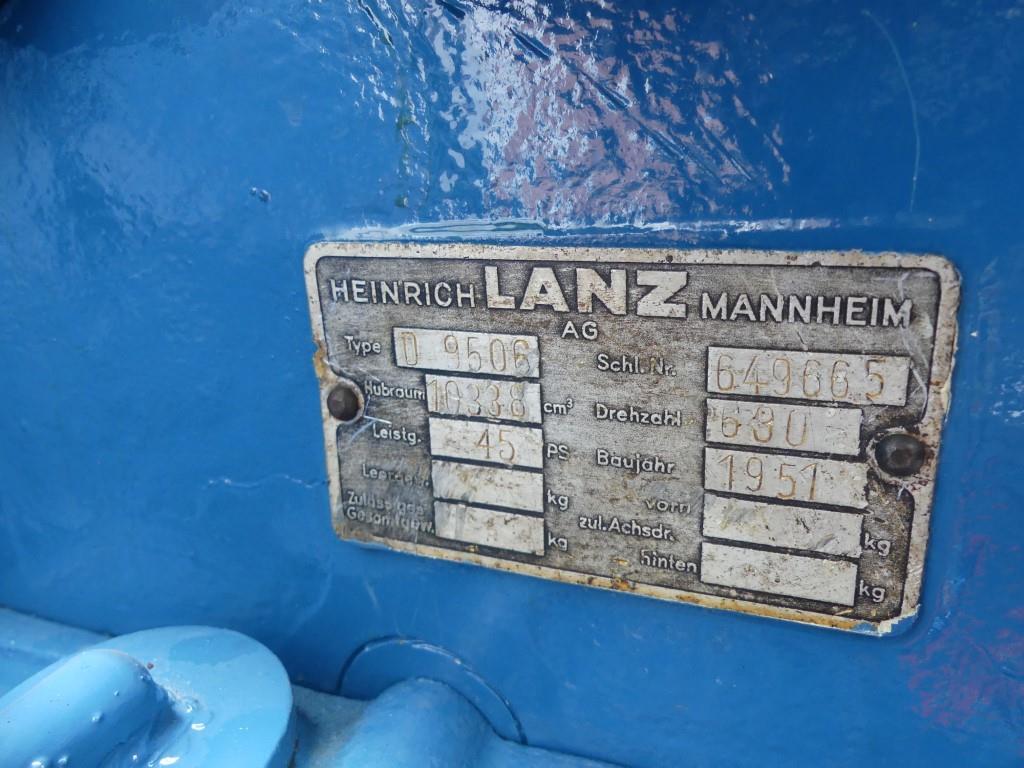 HEINRICH LANZ MANNHEIM
AG
Type D 9506 Schl. Nr. 649665
Hubraum 10338 cm³ Drehzahl 630
Leistg. 45 PS Baujahr 1951
kg vorn kg
zul. Achsdr.
Gesamtgew. kg hinten kg